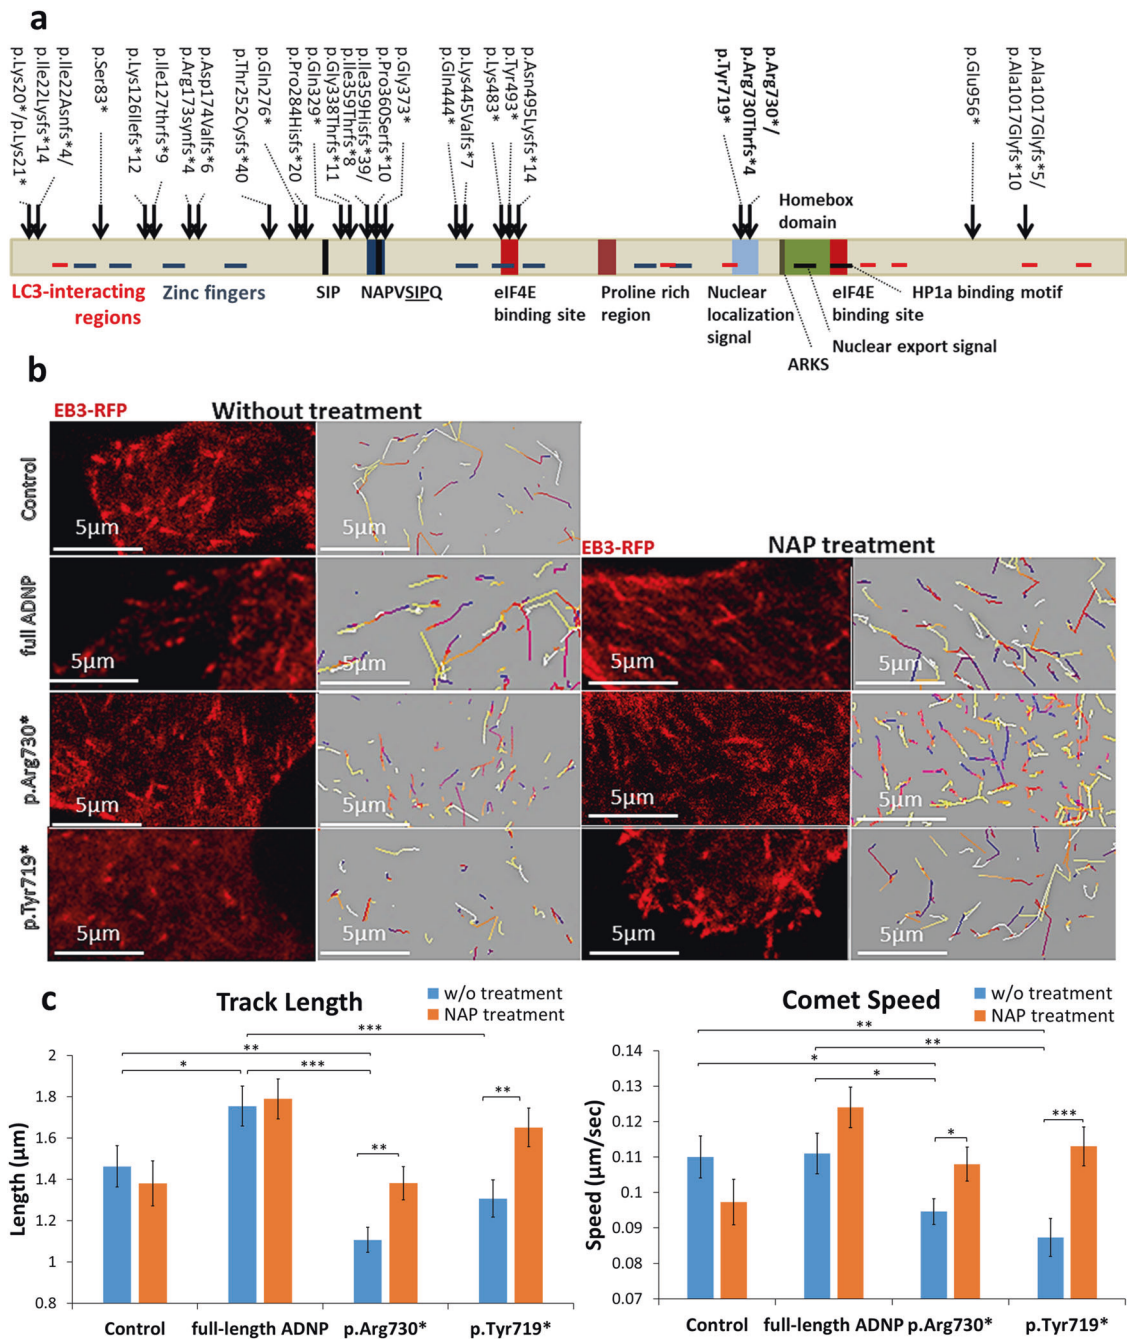 a
p.Lys20*/p.Lys21*
p.Ile22Lysfs*14
p.Ile22Asnfs*4/
p.Ser83*
p.Lys126Ilefs*12
p.Ile127thrfs*9
p.Arg173synfs*4
p.Asp174Valfs*6
p.Thr252Cysfs*40
p.Gln276*
p.Pro284Hisfs*20
p.Gln329*
p.Gly338Thrfs*11
p.Ile359Thrfs*8
p.Ile359Hisfs*39/
p.Pro360Serfs*10
p.Gly373*
p.Gln444*
p.Lys445Valfs*7
p.Lys483*
p.Tyr493*
p.Asn495Lysfs*14
p.Tyr719*
p.Arg730Thrfs*4
p.Arg730*/
p.Glu956*
p.Ala1017Glyfs*10
p.Ala1017Glyfs*5/
Homebox
domain
LC3-interacting
regions
Zinc fingers
SIP
NAPVSIPQ
eIF4E
binding site
Proline rich
region
Nuclear
localization
signal
ARKS
eIF4E
binding site
Nuclear export signal
HP1a binding motif
b
EB3-RFP
Without treatment
Control
5μm
5μm
EB3-RFP
NAP treatment
full ADNP
5μm
5μm
5μm
5μm
p.Arg730*
5μm
5μm
5μm
5μm
p.Tyr719*
5μm
5μm
5μm
5μm
c
Track Length
w/o treatment
NAP treatment
***
**
*
***
**
**
2
1.8
1.6
1.4
1.2
1
0.8
Length (μm)
Control
full-length ADNP
p.Arg730*
p.Tyr719*
Comet Speed
w/o treatment
NAP treatment
**
**
*
*
*
***
0.14
0.13
0.12
0.11
0.1
0.09
0.08
0.07
Speed (μm/sec)
Control
full-length ADNP
p.Arg730*
p.Tyr719*